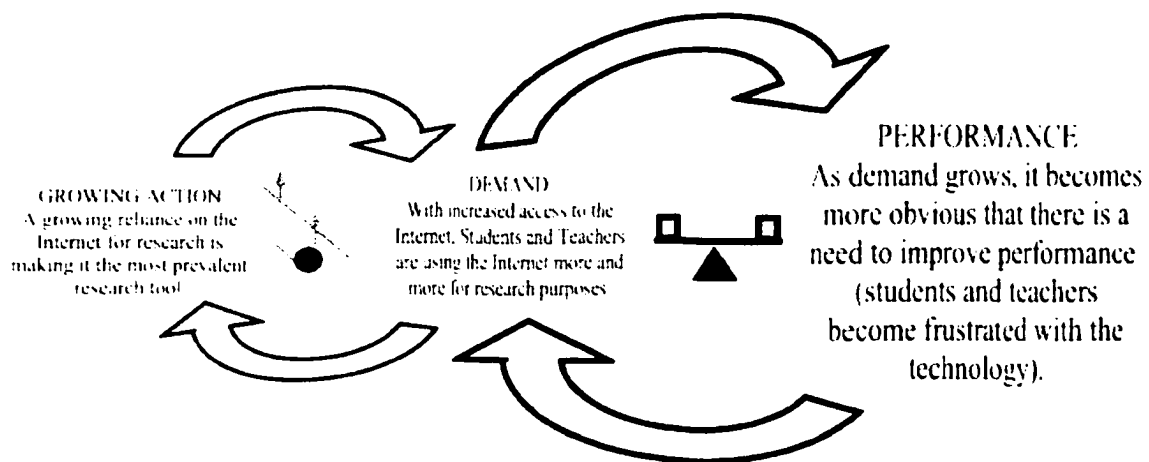 GROWING ACTION
A growing reliance on the
Internet for research is
making it the most prevalent
research tool
DEMAND
With increased access to the
Internet, Students and Teachers
are using the Internet more and
more for research purposes
PERFORMANCE
As demand grows, it becomes
more obvious that there is a
need to improve performance
(students and teachers
become frustrated with the
technology).